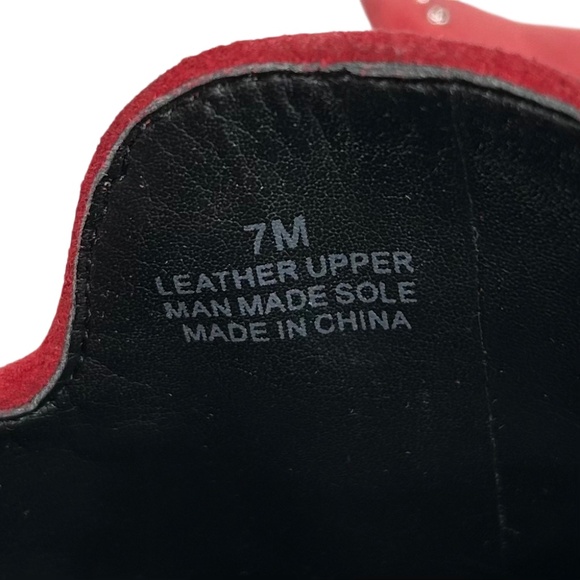 7M
LEATHER UPPER
MAN MADE SOLE
MADE IN CHINA